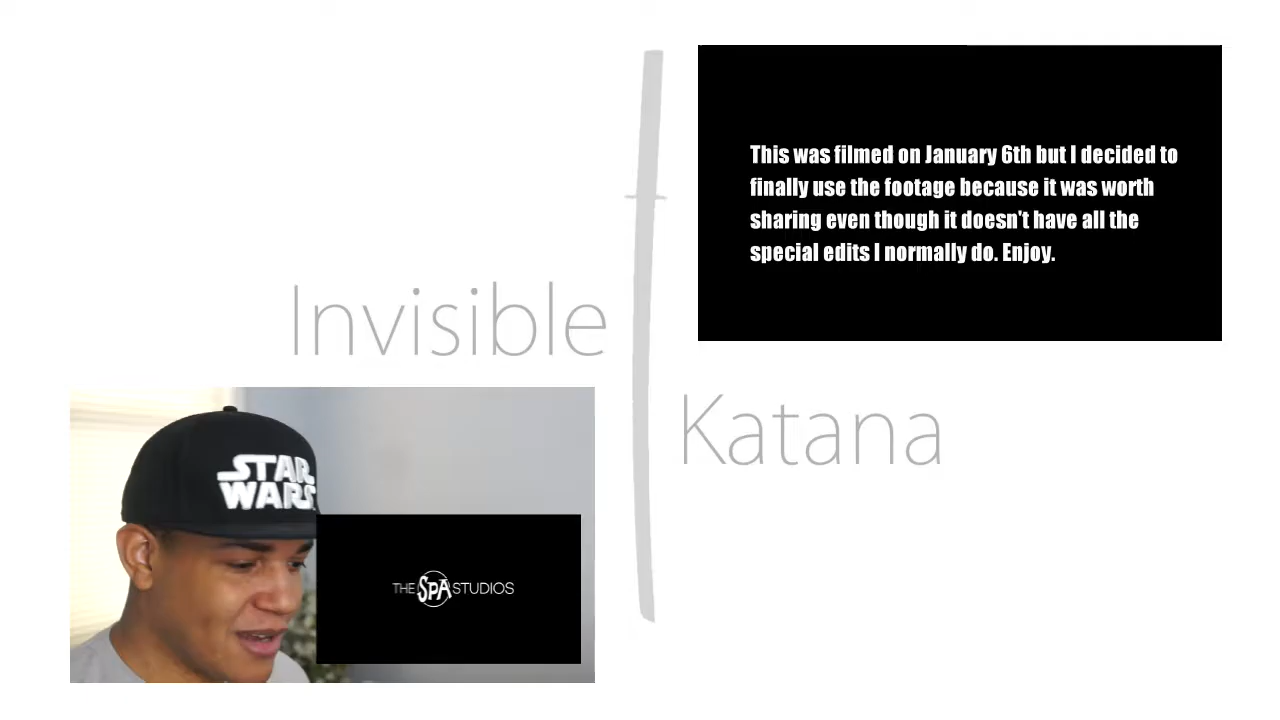 This was filmed on January 6th but I decided to
finally use the footage because it was worth
sharing even though it doesn't have all the
special edits I normally do. Enjoy.
Invisible
Katana
STAR
WARS
THE SPA STUDIOS